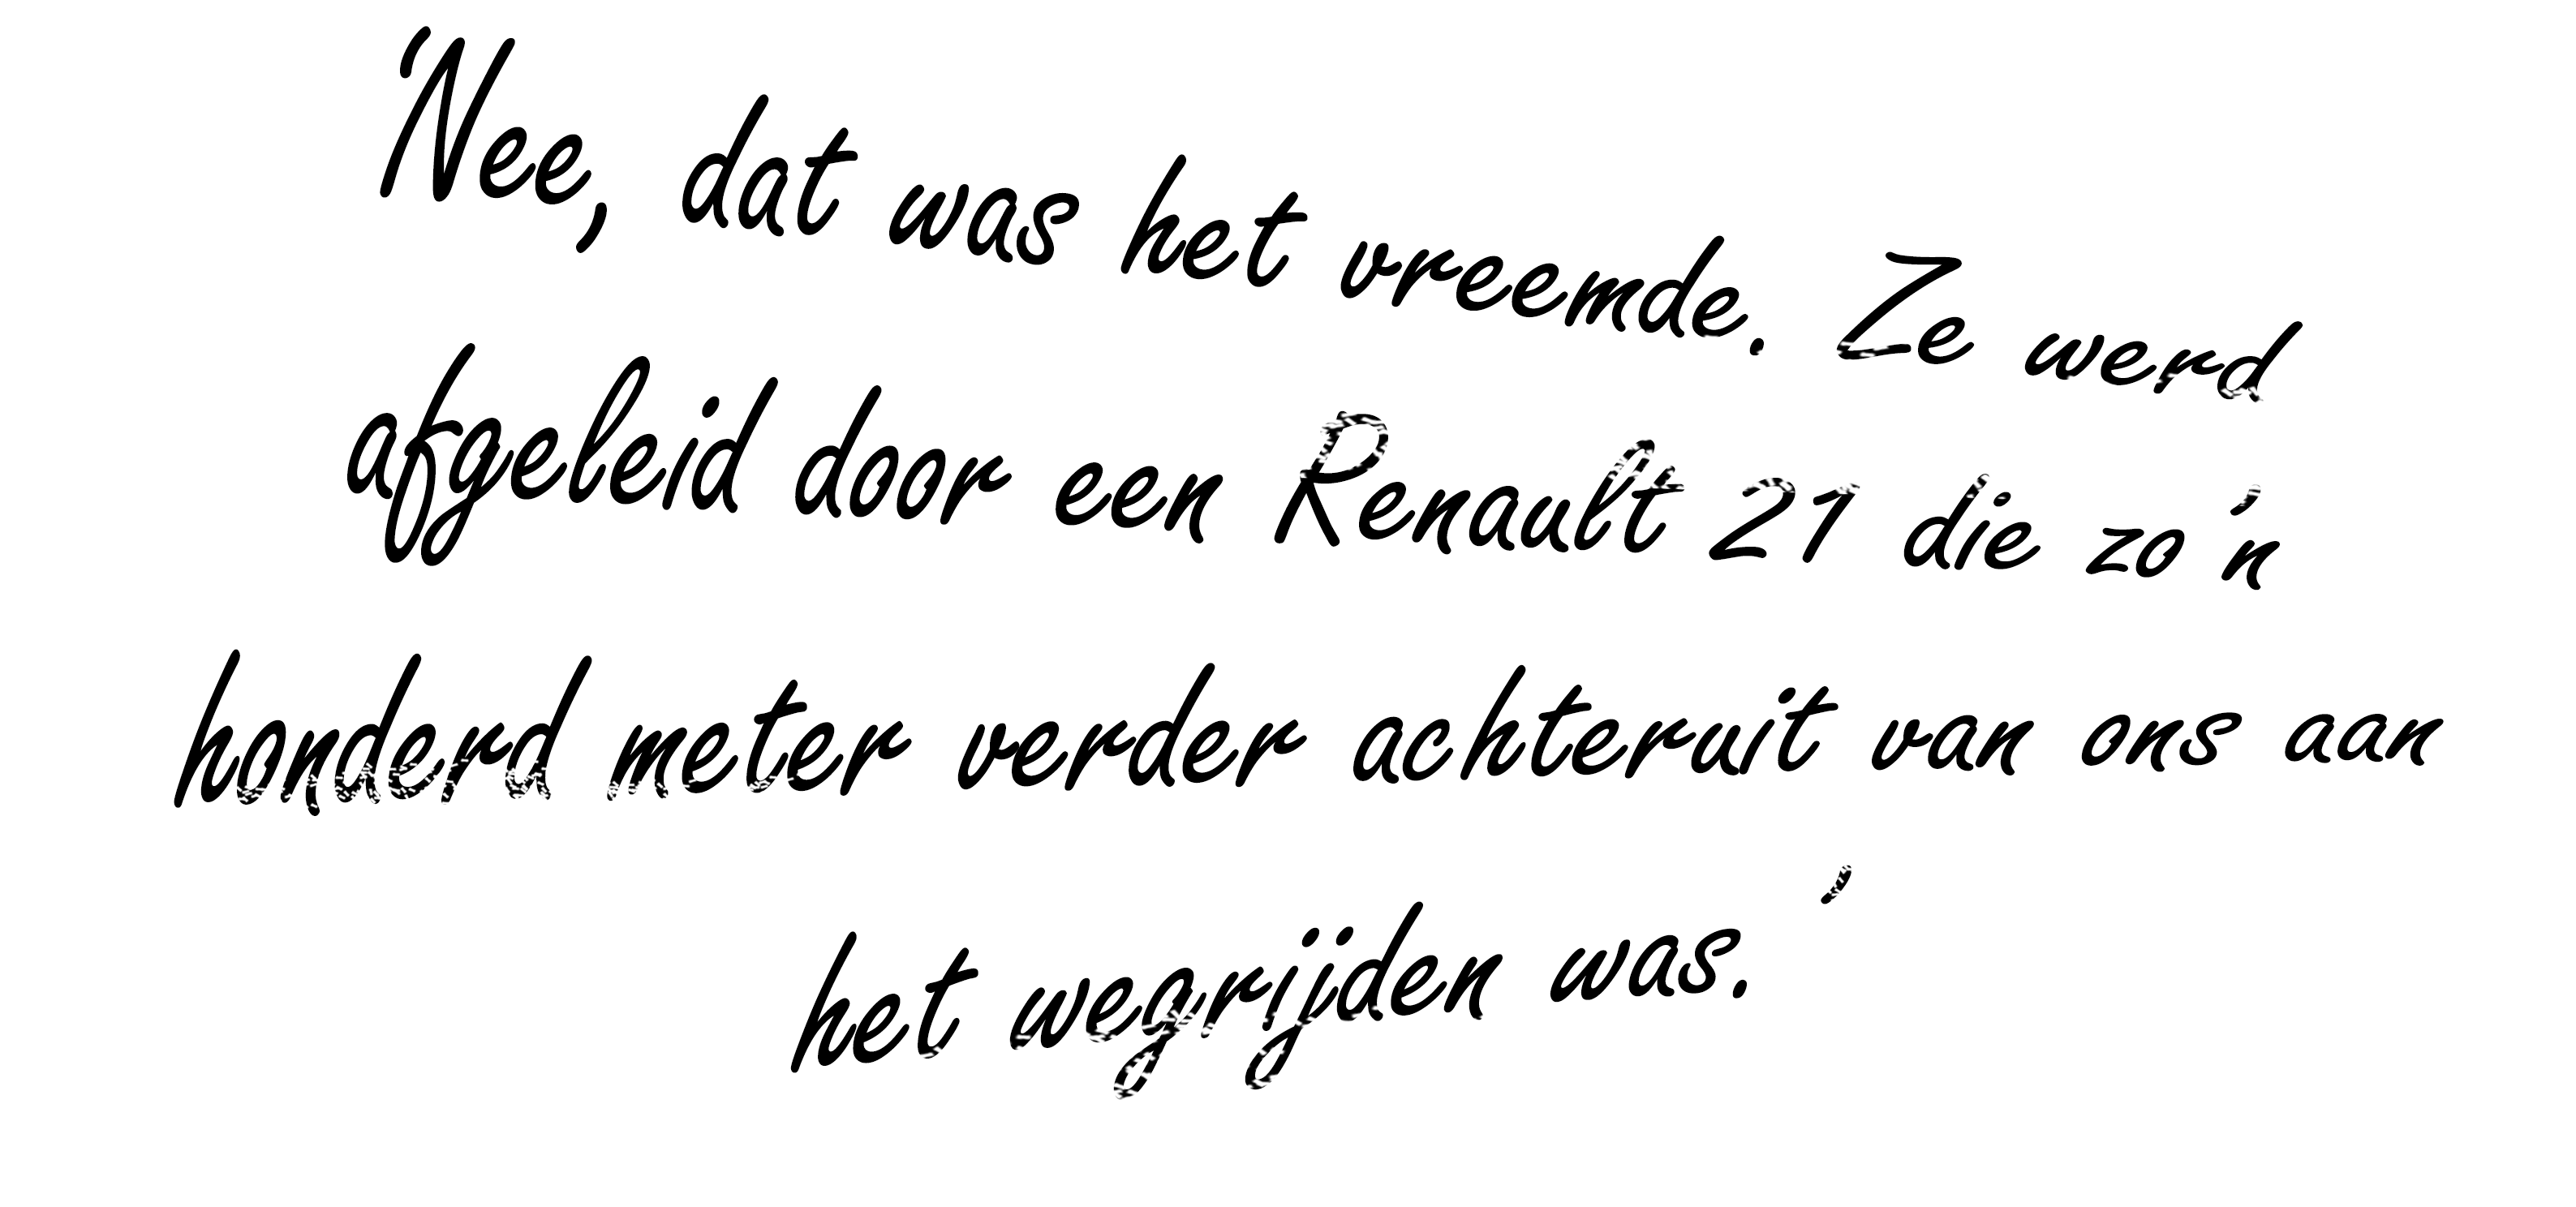 'Nee, dat was het vreemde. Ze werd
afgeleid door een Renault 21 die zo'n
honderd meter verder achteruit van ons aan
het wegrijden was.'